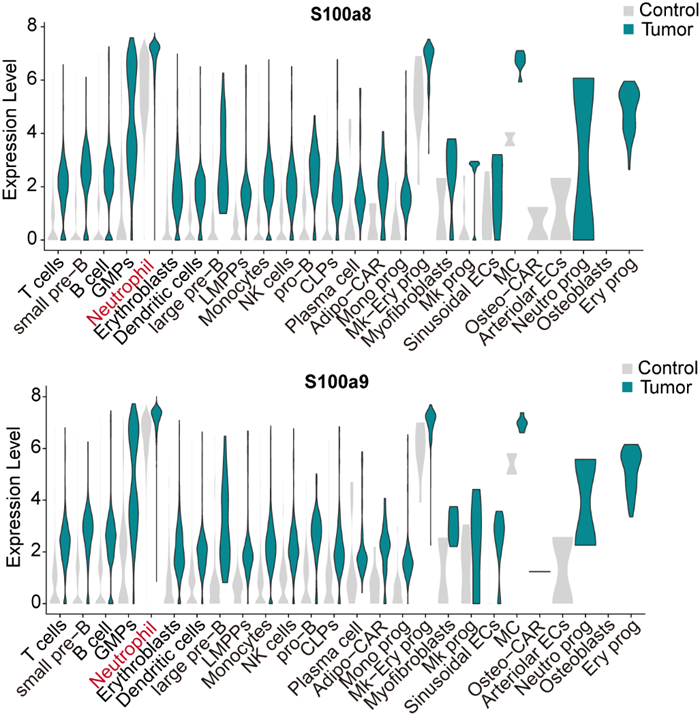 S100a8
Control
Tumor
Expression Level
8
6
4
2
0
T cells
small pre-B
B cell
GMPs
Neutrophil
Erythroblasts
Dendritic cells
large pre-B
LMPPs
Monocytes
NK cells
pro-B
CLPs
Plasma cell
Adipo-CAR
Mono prog
Mk-Ery prog
Myofibroblasts
Mk prog
Sinusoidal ECs
MC
Osteo-CAR
Arteriolar ECs
Neutro prog
Osteoblasts
Ery prog
S100a9
Control
Tumor
Expression Level
8
6
4
2
0
T cells
small pre-B
B cell
GMPs
Neutrophil
Erythroblasts
Dendritic cells
large pre-B
LMPPs
Monocytes
NK cells
pro-B
CLPs
Plasma cell
Adipo-CAR
Mono prog
Mk-Ery prog
Myofibroblasts
Mk prog
Sinusoidal ECs
MC
Osteo-CAR
Arteriolar ECs
Neutro prog
Osteoblasts
Ery prog